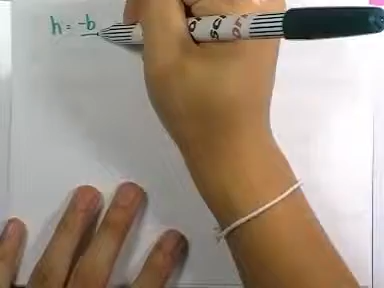 h = -b